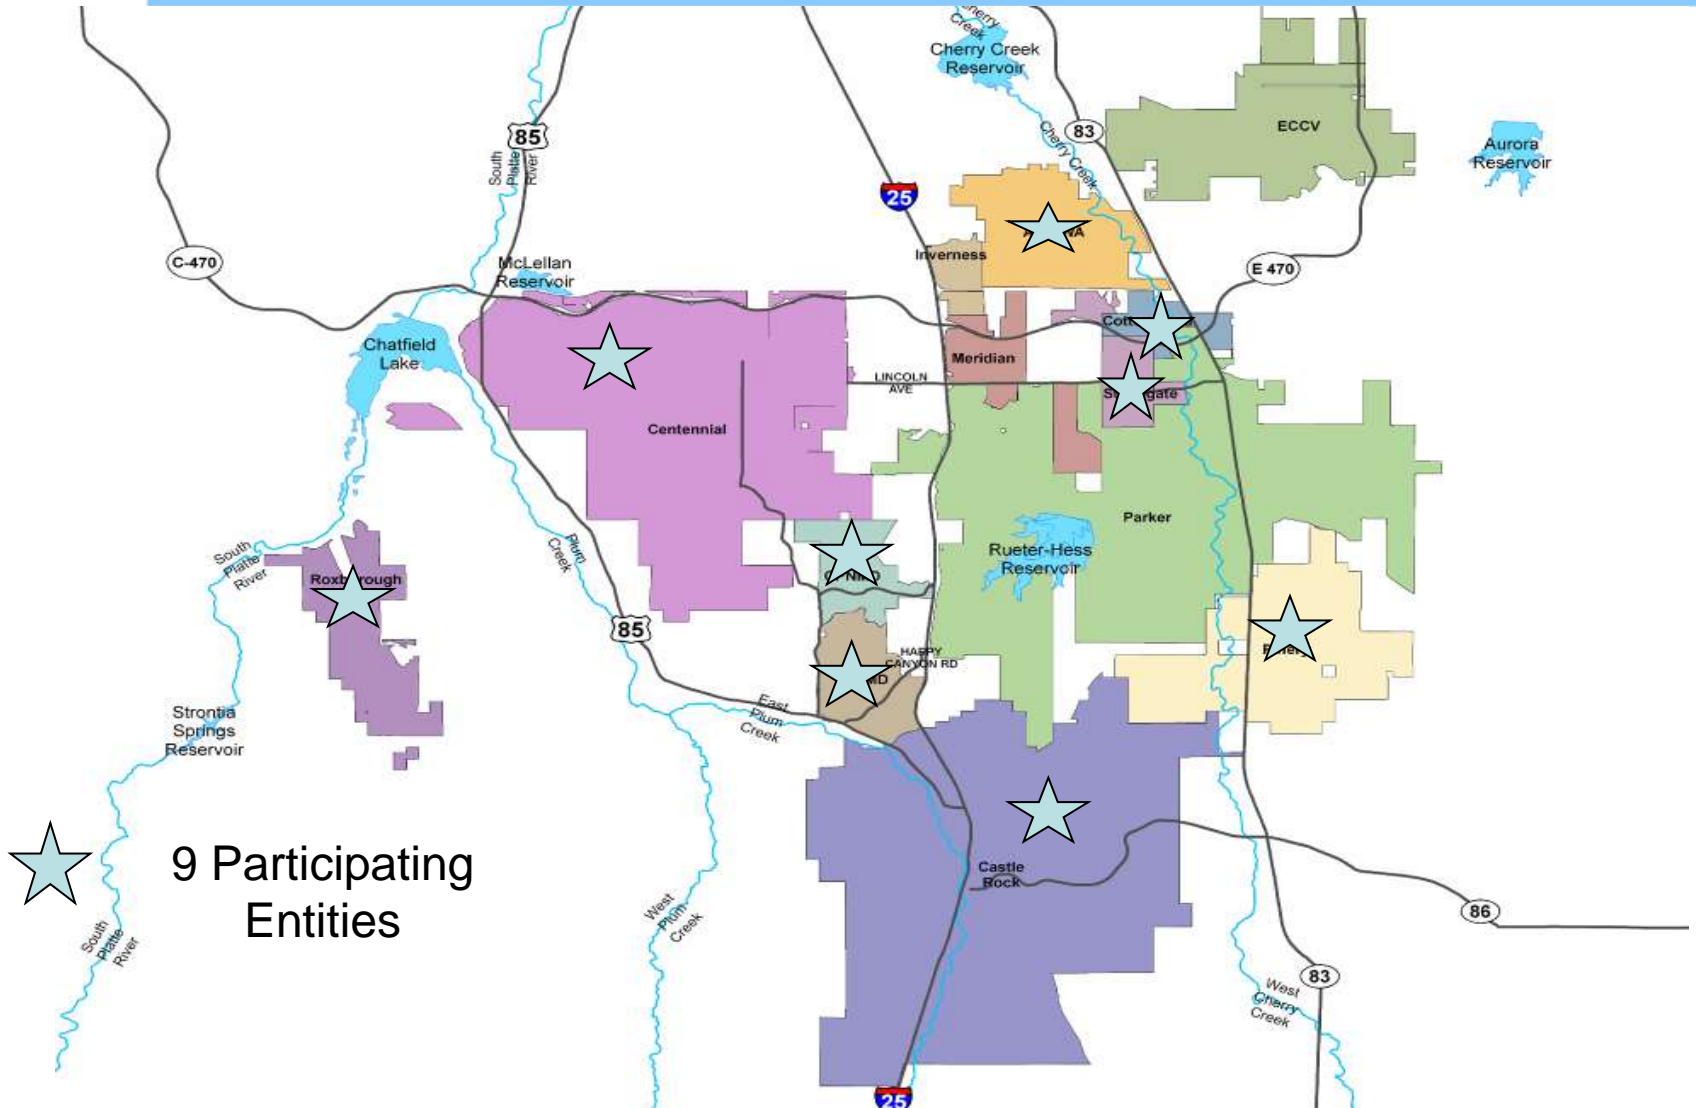 Cherry
Creek
Cherry Creek
Reservoir
85
83
ECCV
Aurora
Reservoir
South
Platte
River
Cherry Creek
25
C-470
McLellan
Reservoir
Inverness
E 470
Chatfield
Lake
Meridian
LINCOLN
AVE
Centennial
Parker
South
Platte
River
Plum
Creek
Rueter-Hess
Reservoir
Roxborough
85
HAPPY
CANYON RD
Strontia
Springs
Reservoir
East
Plum
Creek
9 Participating
Entities
Castle
Rock
West
Plum
Creek
86
South
Platte
River
83
West
Cherry
Creek
25